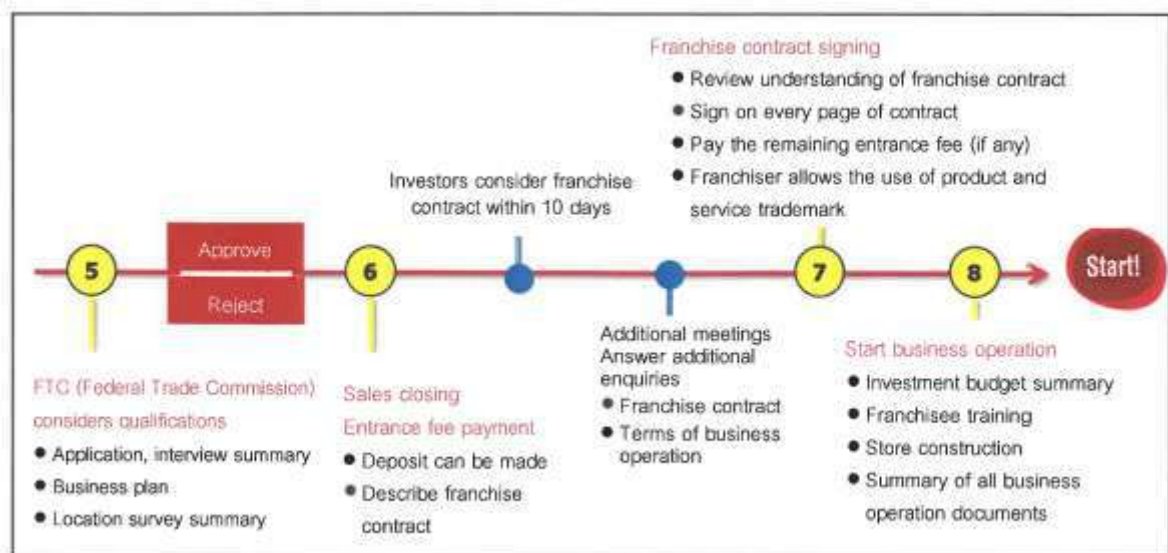 Franchise contract signing
● Review understanding of franchise contract
● Sign on every page of contract
● Pay the remaining entrance fee (if any)
● Franchiser allows the use of product and
service trademark
Investors consider franchise
contract within 10 days
5
Approve
Reject
6
7
8
Start!
FTC (Federal Trade Commission)
considers qualifications
● Application, interview summary
● Business plan
● Location survey summary
Sales closing
Entrance fee payment
● Deposit can be made
● Describe franchise
contract
Additional meetings
Answer additional
enquiries
● Franchise contract
● Terms of business
operation
Start business operation
● Investment budget summary
● Franchisee training
● Store construction
● Summary of all business
operation documents